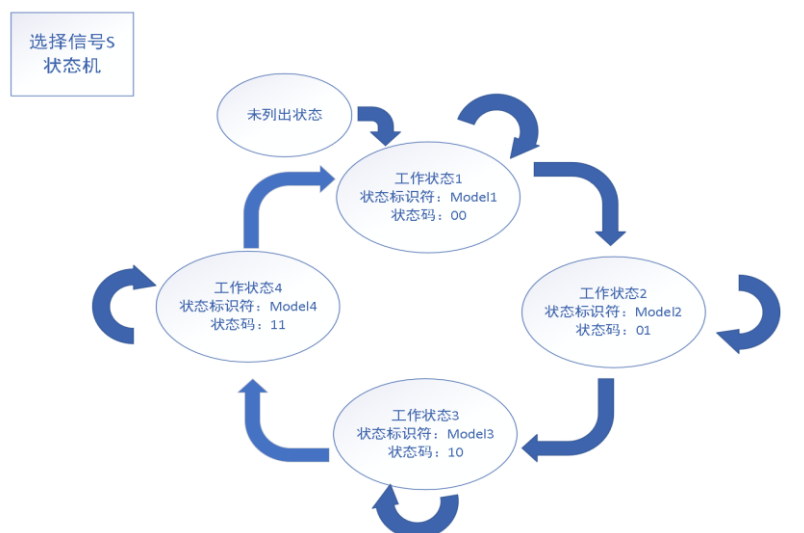 选择信号S
状态机
未列出状态
工作状态1
状态标识符：Model1
状态码：00
工作状态4
状态标识符：Model4
状态码：11
工作状态2
状态标识符：Model2
状态码：01
工作状态3
状态标识符：Model3
状态码：10